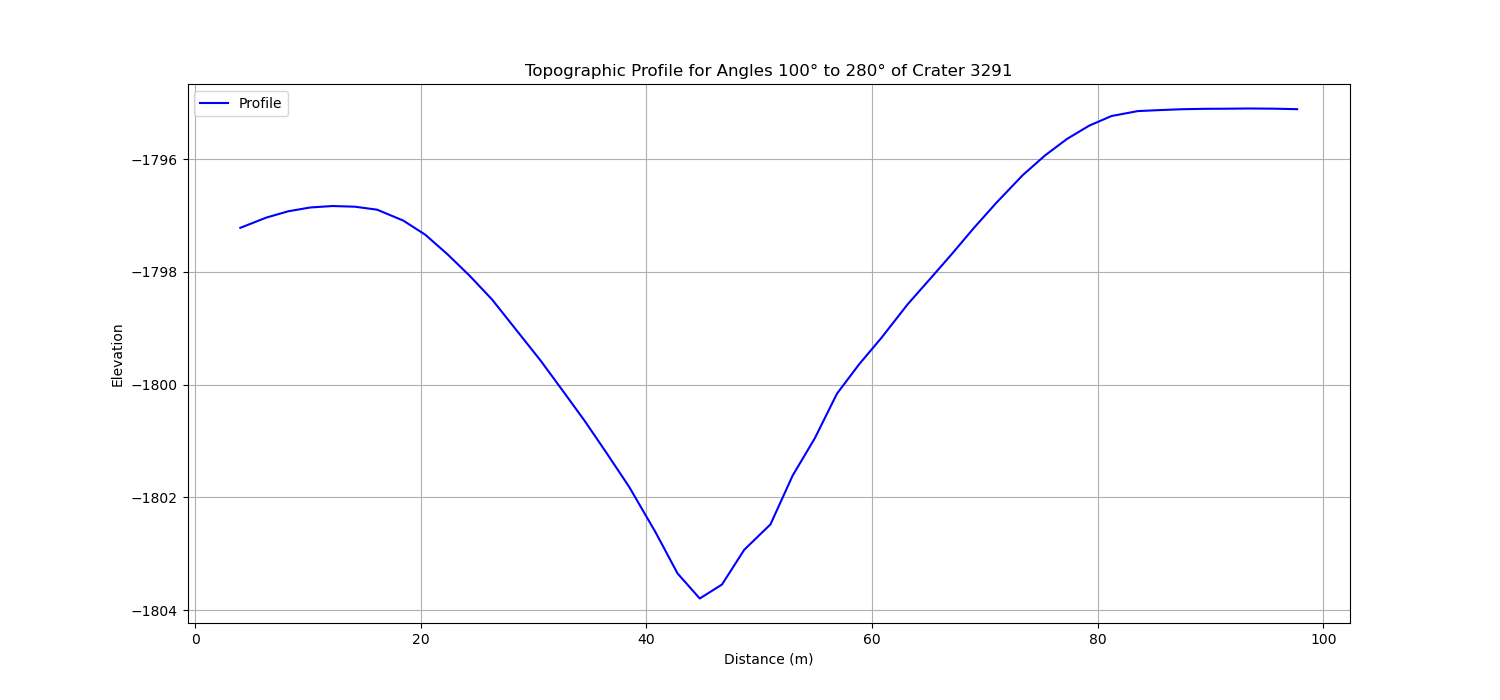 Topographic Profile for Angles 100° to 280° of Crater 3291
Profile
Elevation
−1796
−1798
−1800
−1802
−1804
0 20 40 60 80 100
Distance (m)